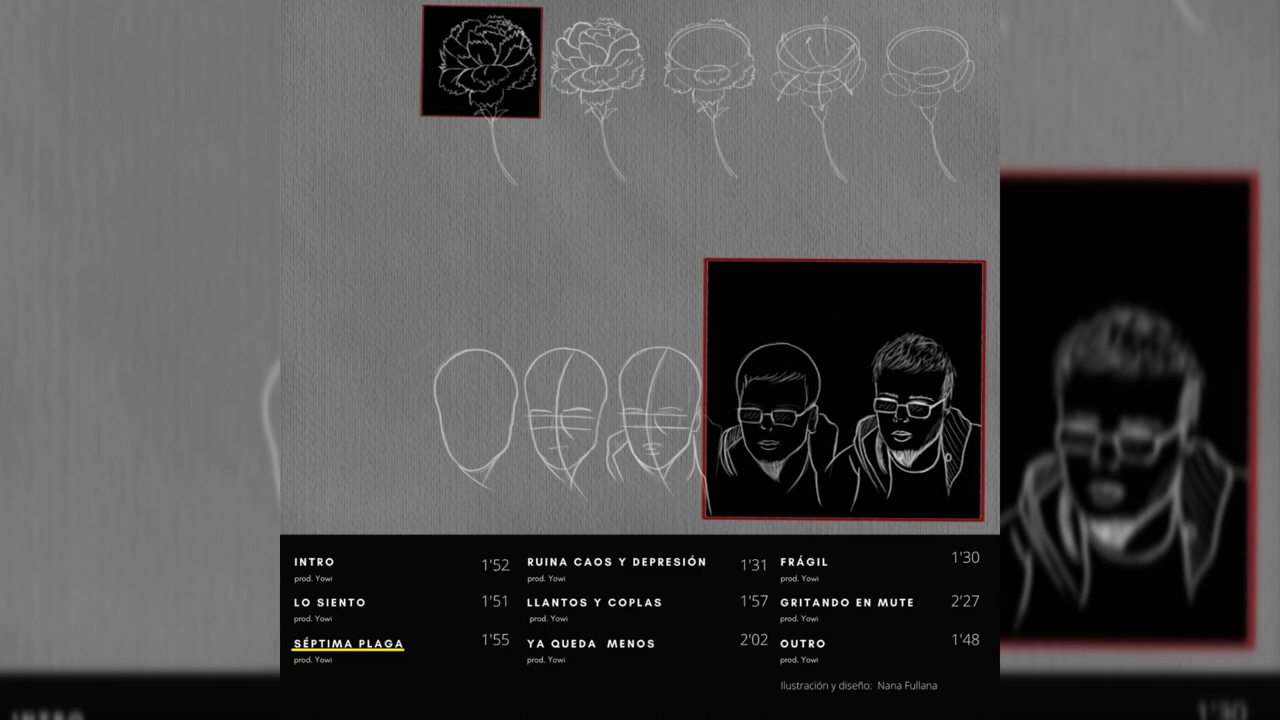 INTRO
1'52
prod. Yowi
LO SIENTO
1'51
prod. Yowi
SÉPTIMA PLAGA
1'55
prod. Yowi
RUINA CAOS Y DEPRESIÓN
1'31
prod. Yowi
LLANTOS Y COPLAS
1'57
prod. Yowi
YA QUEDA MENOS
2'02
prod. Yowi
FRÁGIL
1'30
prod. Yowi
GRITANDO EN MUTE
2'27
prod. Yowi
OUTRO
1'48
prod. Yowi
Ilustración y diseño: Nana Fullana
INTRO
1'30